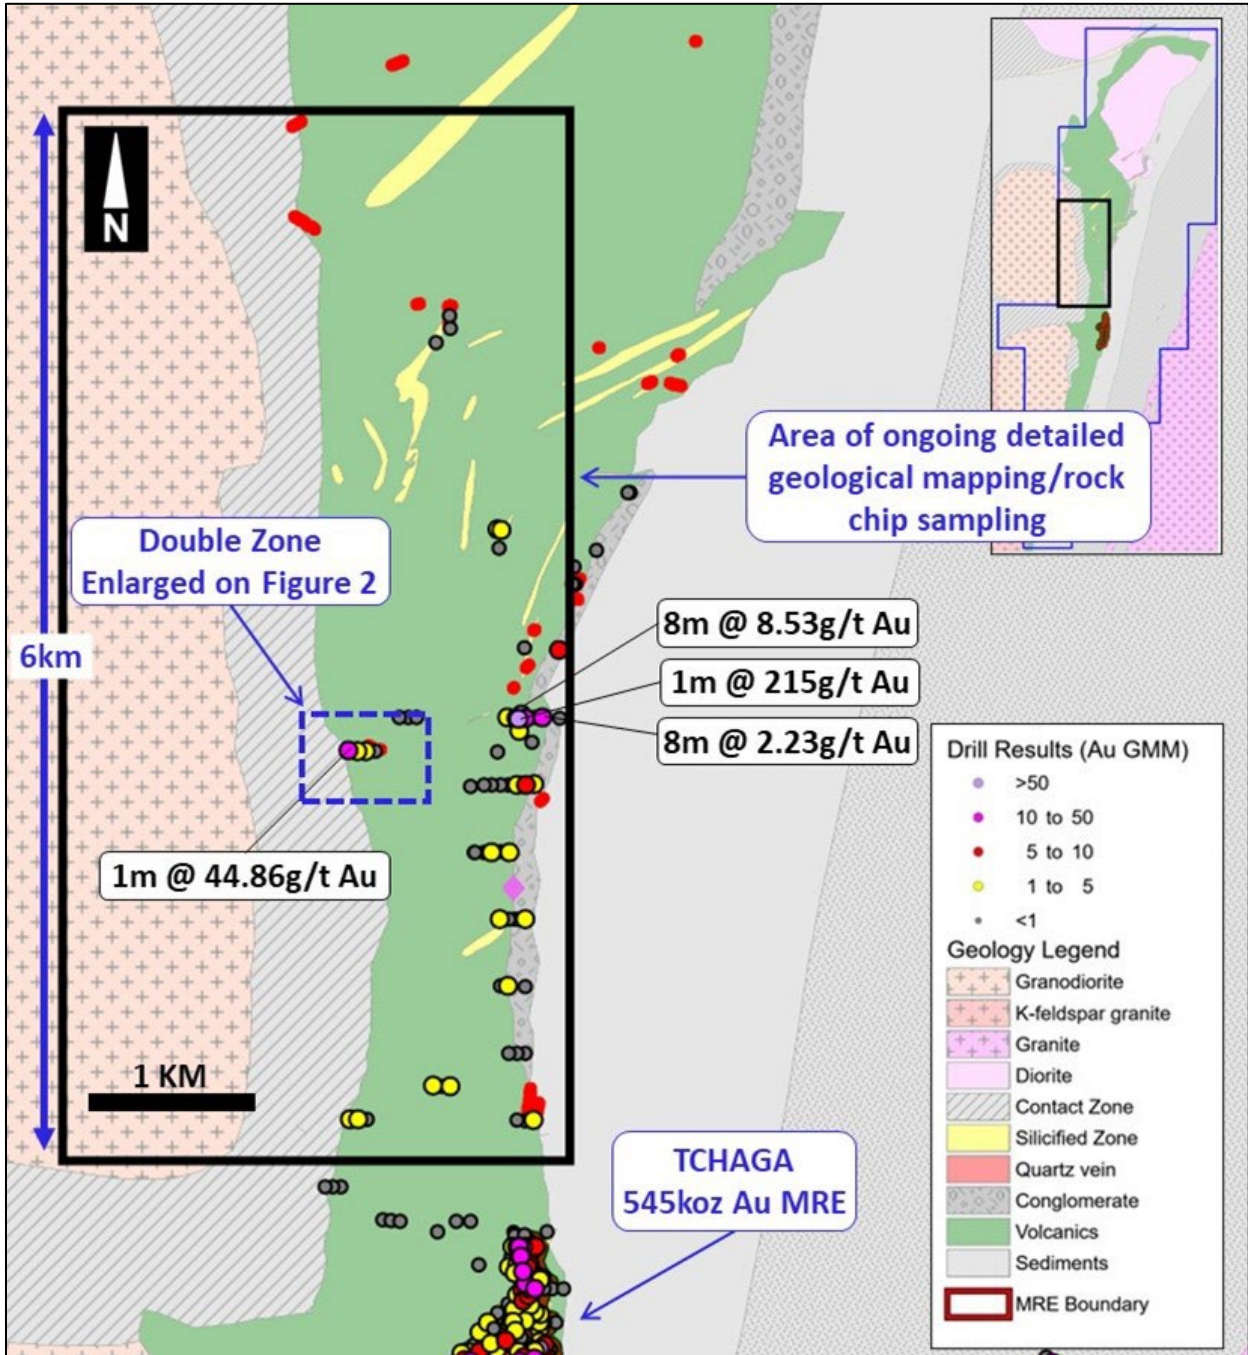 N
6km
Double Zone
Enlarged on Figure 2
Area of ongoing detailed
geological mapping/rock
chip sampling
8m @ 8.53g/t Au
1m @ 215g/t Au
8m @ 2.23g/t Au
1m @ 44.86g/t Au
1 KM
TCHAGA
545koz Au MRE
Drill Results (Au GMM)
>50
10 to 50
5 to 10
1 to 5
<1
Geology Legend
Granodiorite
K-feldspar granite
Granite
Diorite
Contact Zone
Silicified Zone
Quartz vein
Conglomerate
Volcanics
Sediments
MRE Boundary